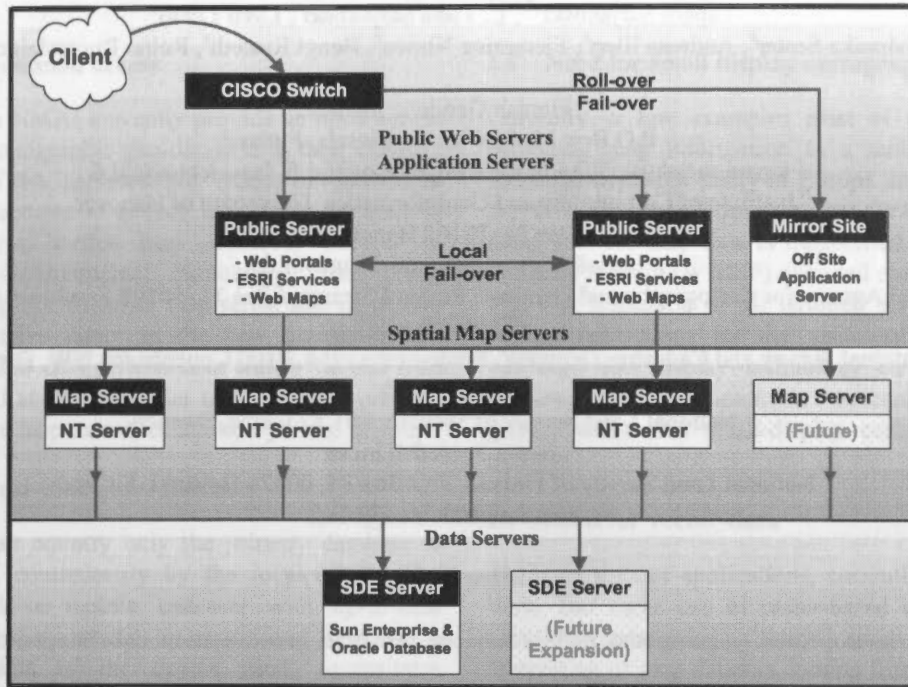 Client
CISCO Switch
Roll-over
Fail-over
Public Web Servers
Application Servers
Public Server
- Web Portals
- ESRI Services
- Web Maps
Local
Fail-over
Public Server
- Web Portals
- ESRI Services
- Web Maps
Mirror Site
Off Site
Application
Server
Spatial Map Servers
Map Server
NT Server
Map Server
NT Server
Map Server
NT Server
Map Server
NT Server
Map Server
(Future)
Data Servers
SDE Server
Sun Enterprise &
Oracle Database
SDE Server
(Future
Expansion)